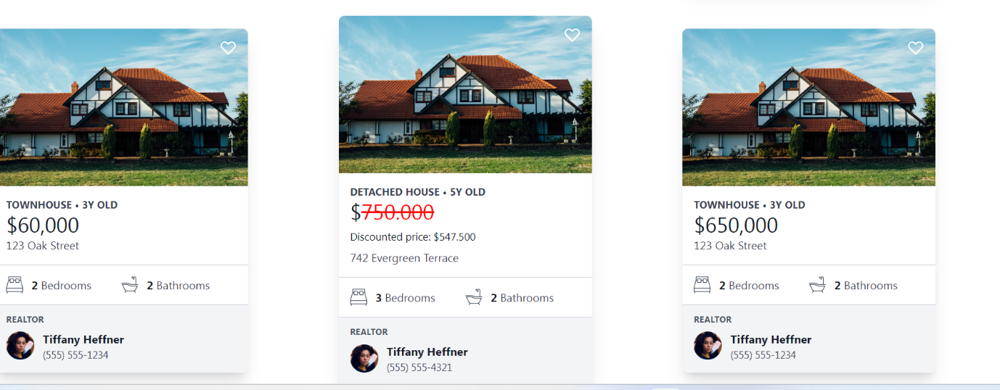 TOWNHOUSE • 3Y OLD
$60,000
123 Oak Street
2 Bedrooms
2 Bathrooms
REALTOR
Tiffany Heffner
(555) 555-1234
DETACHED HOUSE • 5Y OLD
$750.000
Discounted price: $547.500
742 Evergreen Terrace
3 Bedrooms
2 Bathrooms
REALTOR
Tiffany Heffner
(555) 555-4321
TOWNHOUSE • 3Y OLD
$650,000
123 Oak Street
2 Bedrooms
2 Bathrooms
REALTOR
Tiffany Heffner
(555) 555-1234